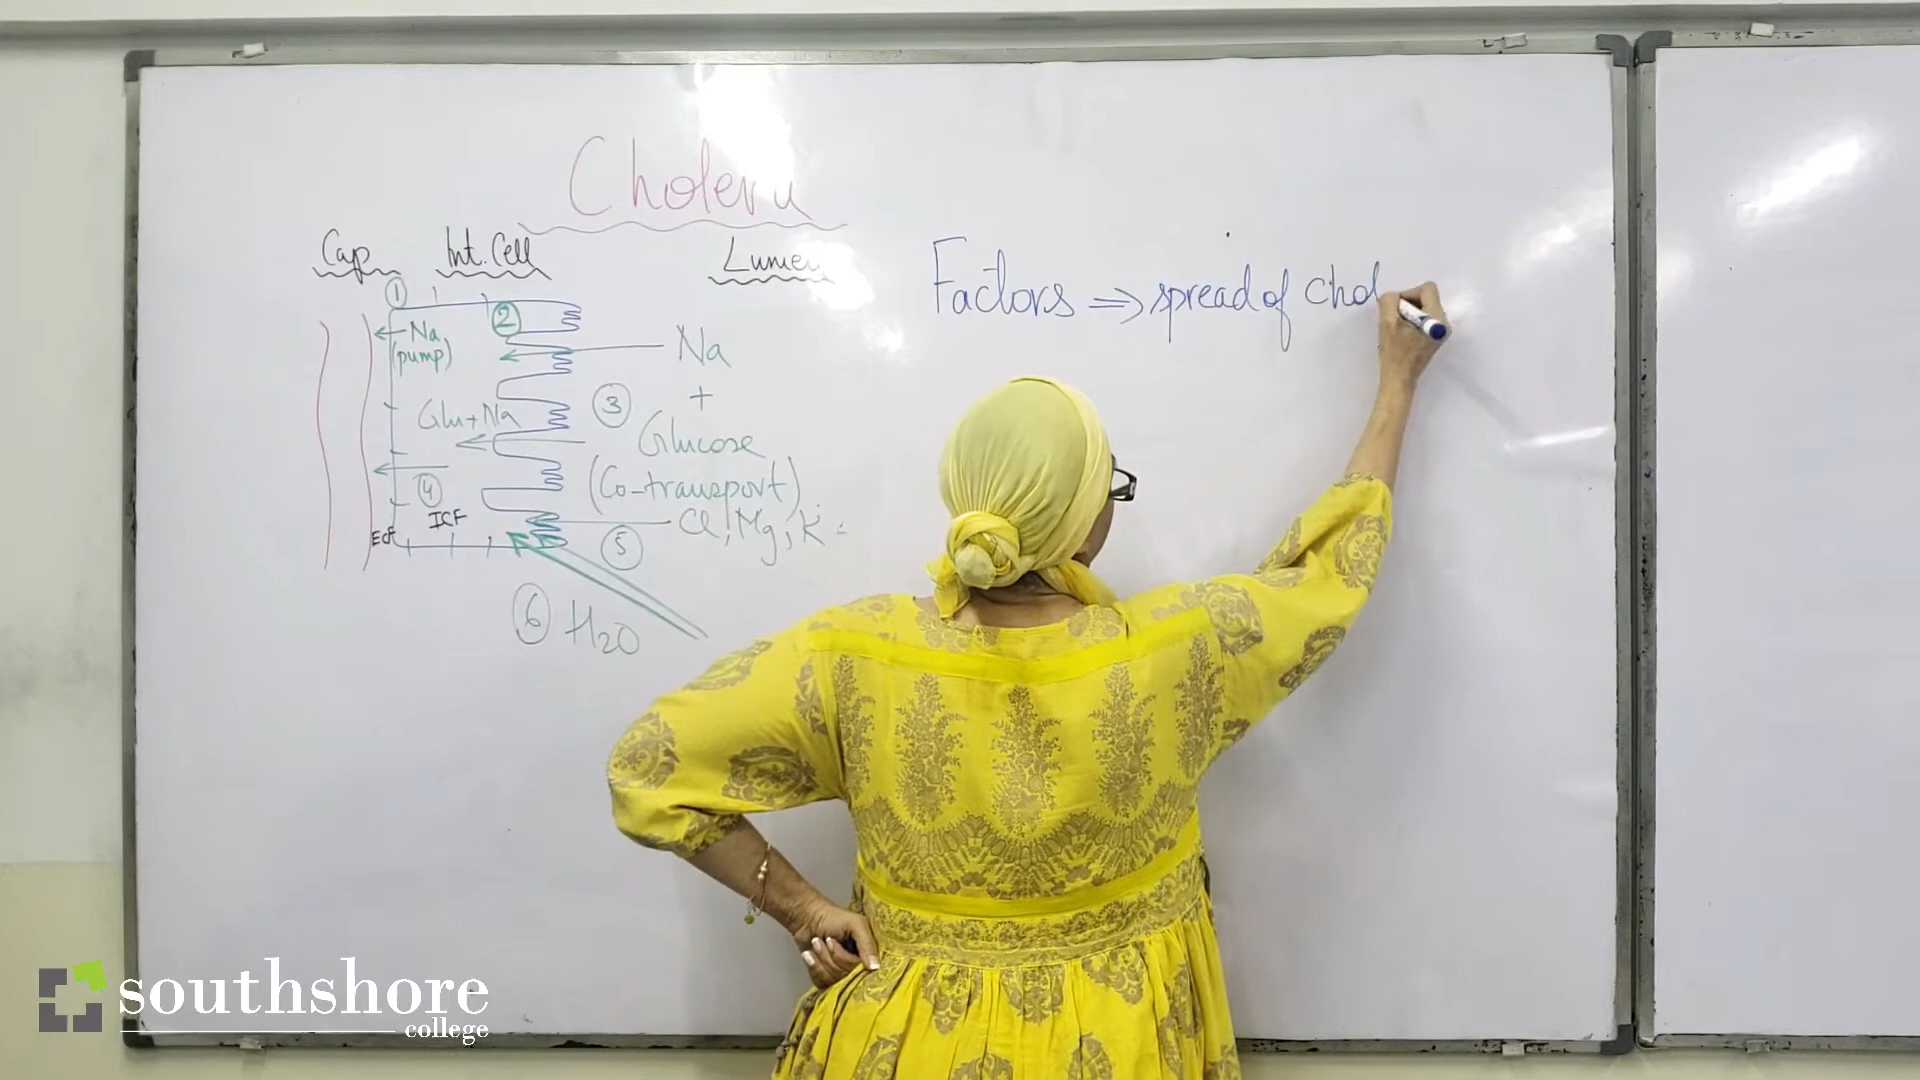 Cholera
Cap Int. Cell Lumen
1
2
Na
(pump)
Na
+
3
Glu+Na
Glucose
(Co-transport)
4
ICF
ECF
Cl, Mg, K
5
6 H2O
Factors ⇒ spread of Chol
southshore
college